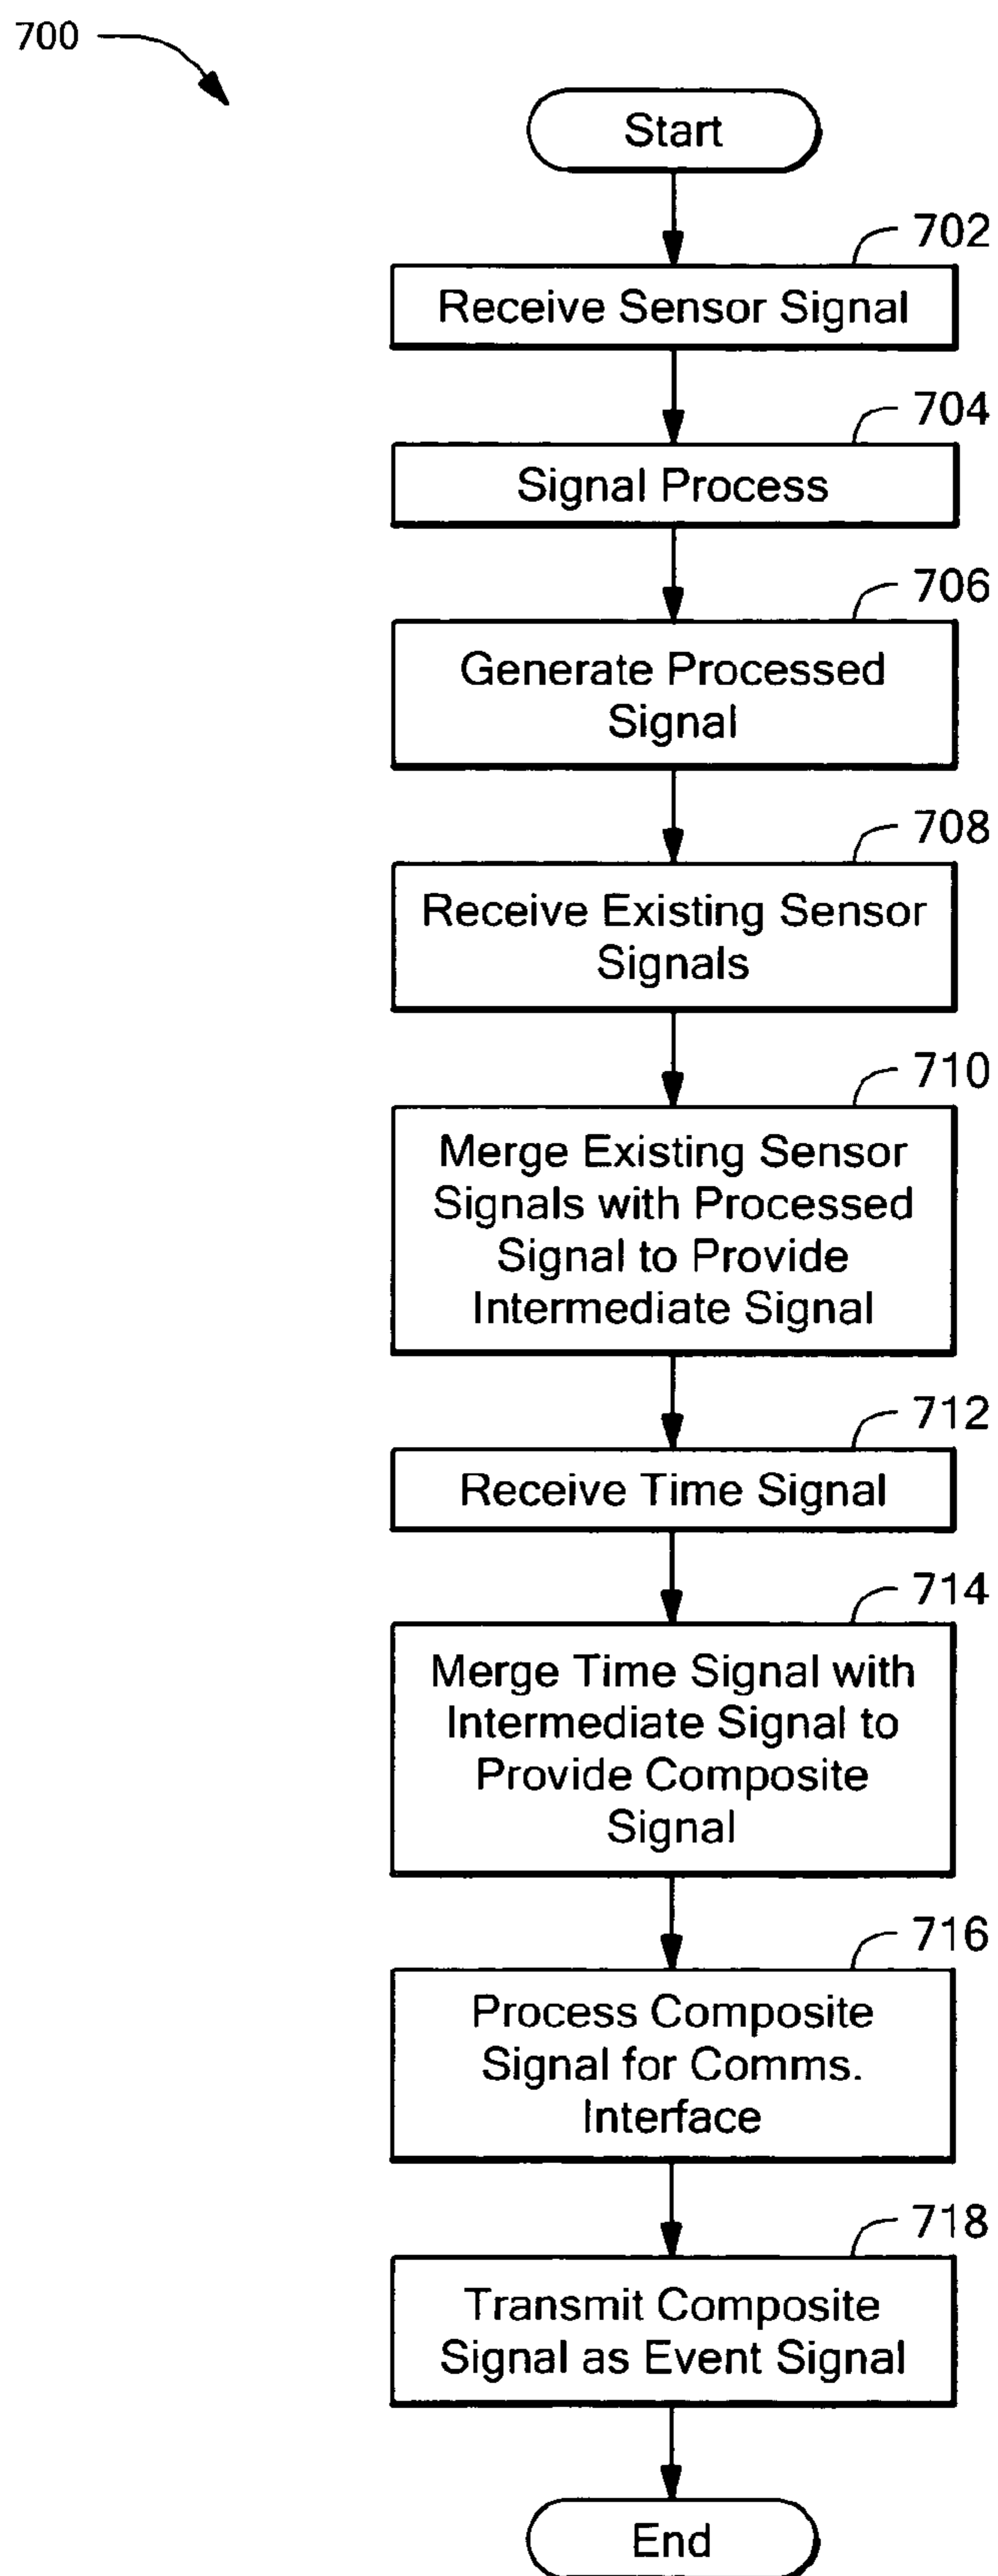 700
Start
702
Receive Sensor Signal
704
Signal Process
706
Generate Processed
Signal
708
Receive Existing Sensor
Signals
710
Merge Existing Sensor
Signals with Processed
Signal to Provide
Intermediate Signal
712
Receive Time Signal
714
Merge Time Signal with
Intermediate Signal to
Provide Composite
Signal
716
Process Composite
Signal for Comms.
Interface
718
Transmit Composite
Signal as Event Signal
End